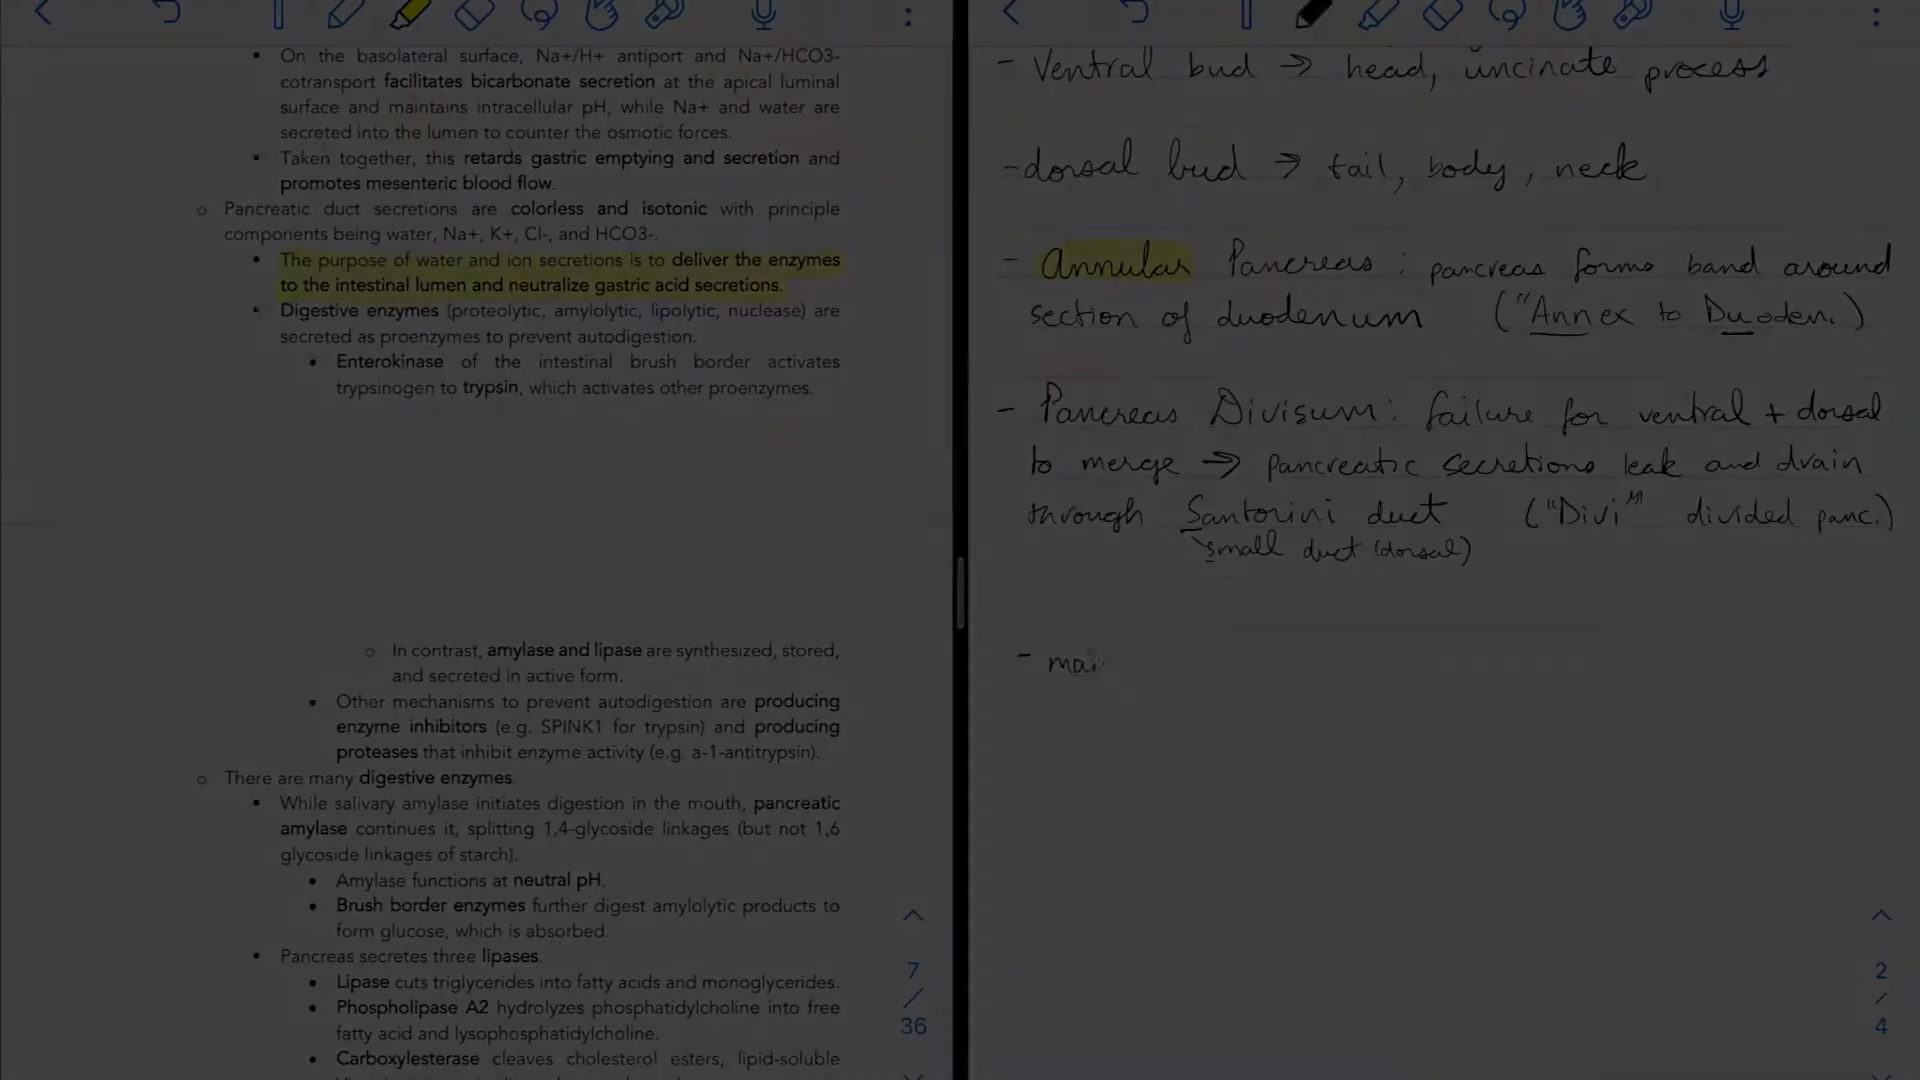 ▪ On the basolateral surface, Na+/H+ antiport and Na+/HCO3-
cotransport facilitates bicarbonate secretion at the apical luminal
surface and maintains intracellular pH, while Na+ and water are
secreted into the lumen to counter the osmotic forces.
▪ Taken together, this retards gastric emptying and secretion and
promotes mesenteric blood flow.
o Pancreatic duct secretions are colorless and isotonic with principle
components being water, Na+, K+, Cl-, and HCO3-.
▪ The purpose of water and ion secretions is to deliver the enzymes
to the intestinal lumen and neutralize gastric acid secretions.
▪ Digestive enzymes (proteolytic, amylolytic, lipolytic, nuclease) are
secreted as proenzymes to prevent autodigestion.
• Enterokinase of the intestinal brush border activates
trypsinogen to trypsin, which activates other proenzymes.
o In contrast, amylase and lipase are synthesized, stored,
and secreted in active form.
• Other mechanisms to prevent autodigestion are producing
enzyme inhibitors (e.g. SPINK1 for trypsin) and producing
proteases that inhibit enzyme activity (e.g. a-1-antitrypsin).
o There are many digestive enzymes.
▪ While salivary amylase initiates digestion in the mouth, pancreatic
amylase continues it, splitting 1,4-glycoside linkages (but not 1,6
glycoside linkages of starch).
• Amylase functions at neutral pH.
• Brush border enzymes further digest amylolytic products to
form glucose, which is absorbed.
▪ Pancreas secretes three lipases.
• Lipase cuts triglycerides into fatty acids and monoglycerides.
• Phospholipase A2 hydrolyzes phosphatidylcholine into free
fatty acid and lysophosphatidylcholine.
• Carboxylesterase cleaves cholesterol esters, lipid-soluble
7
/
36
- Ventral bud → head, uncinate process
- dorsal bud → tail, body, neck
- Annular Pancreas : pancreas forms band around
section of duodenum ("Annex to Duoden.)
- Pancreas Divisum : failure for ventral + dorsal
to merge → pancreatic secretions leak and drain
through Santorini duct ("Divi" divided panc.)
small duct (dorsal)
- mai
2
/
4